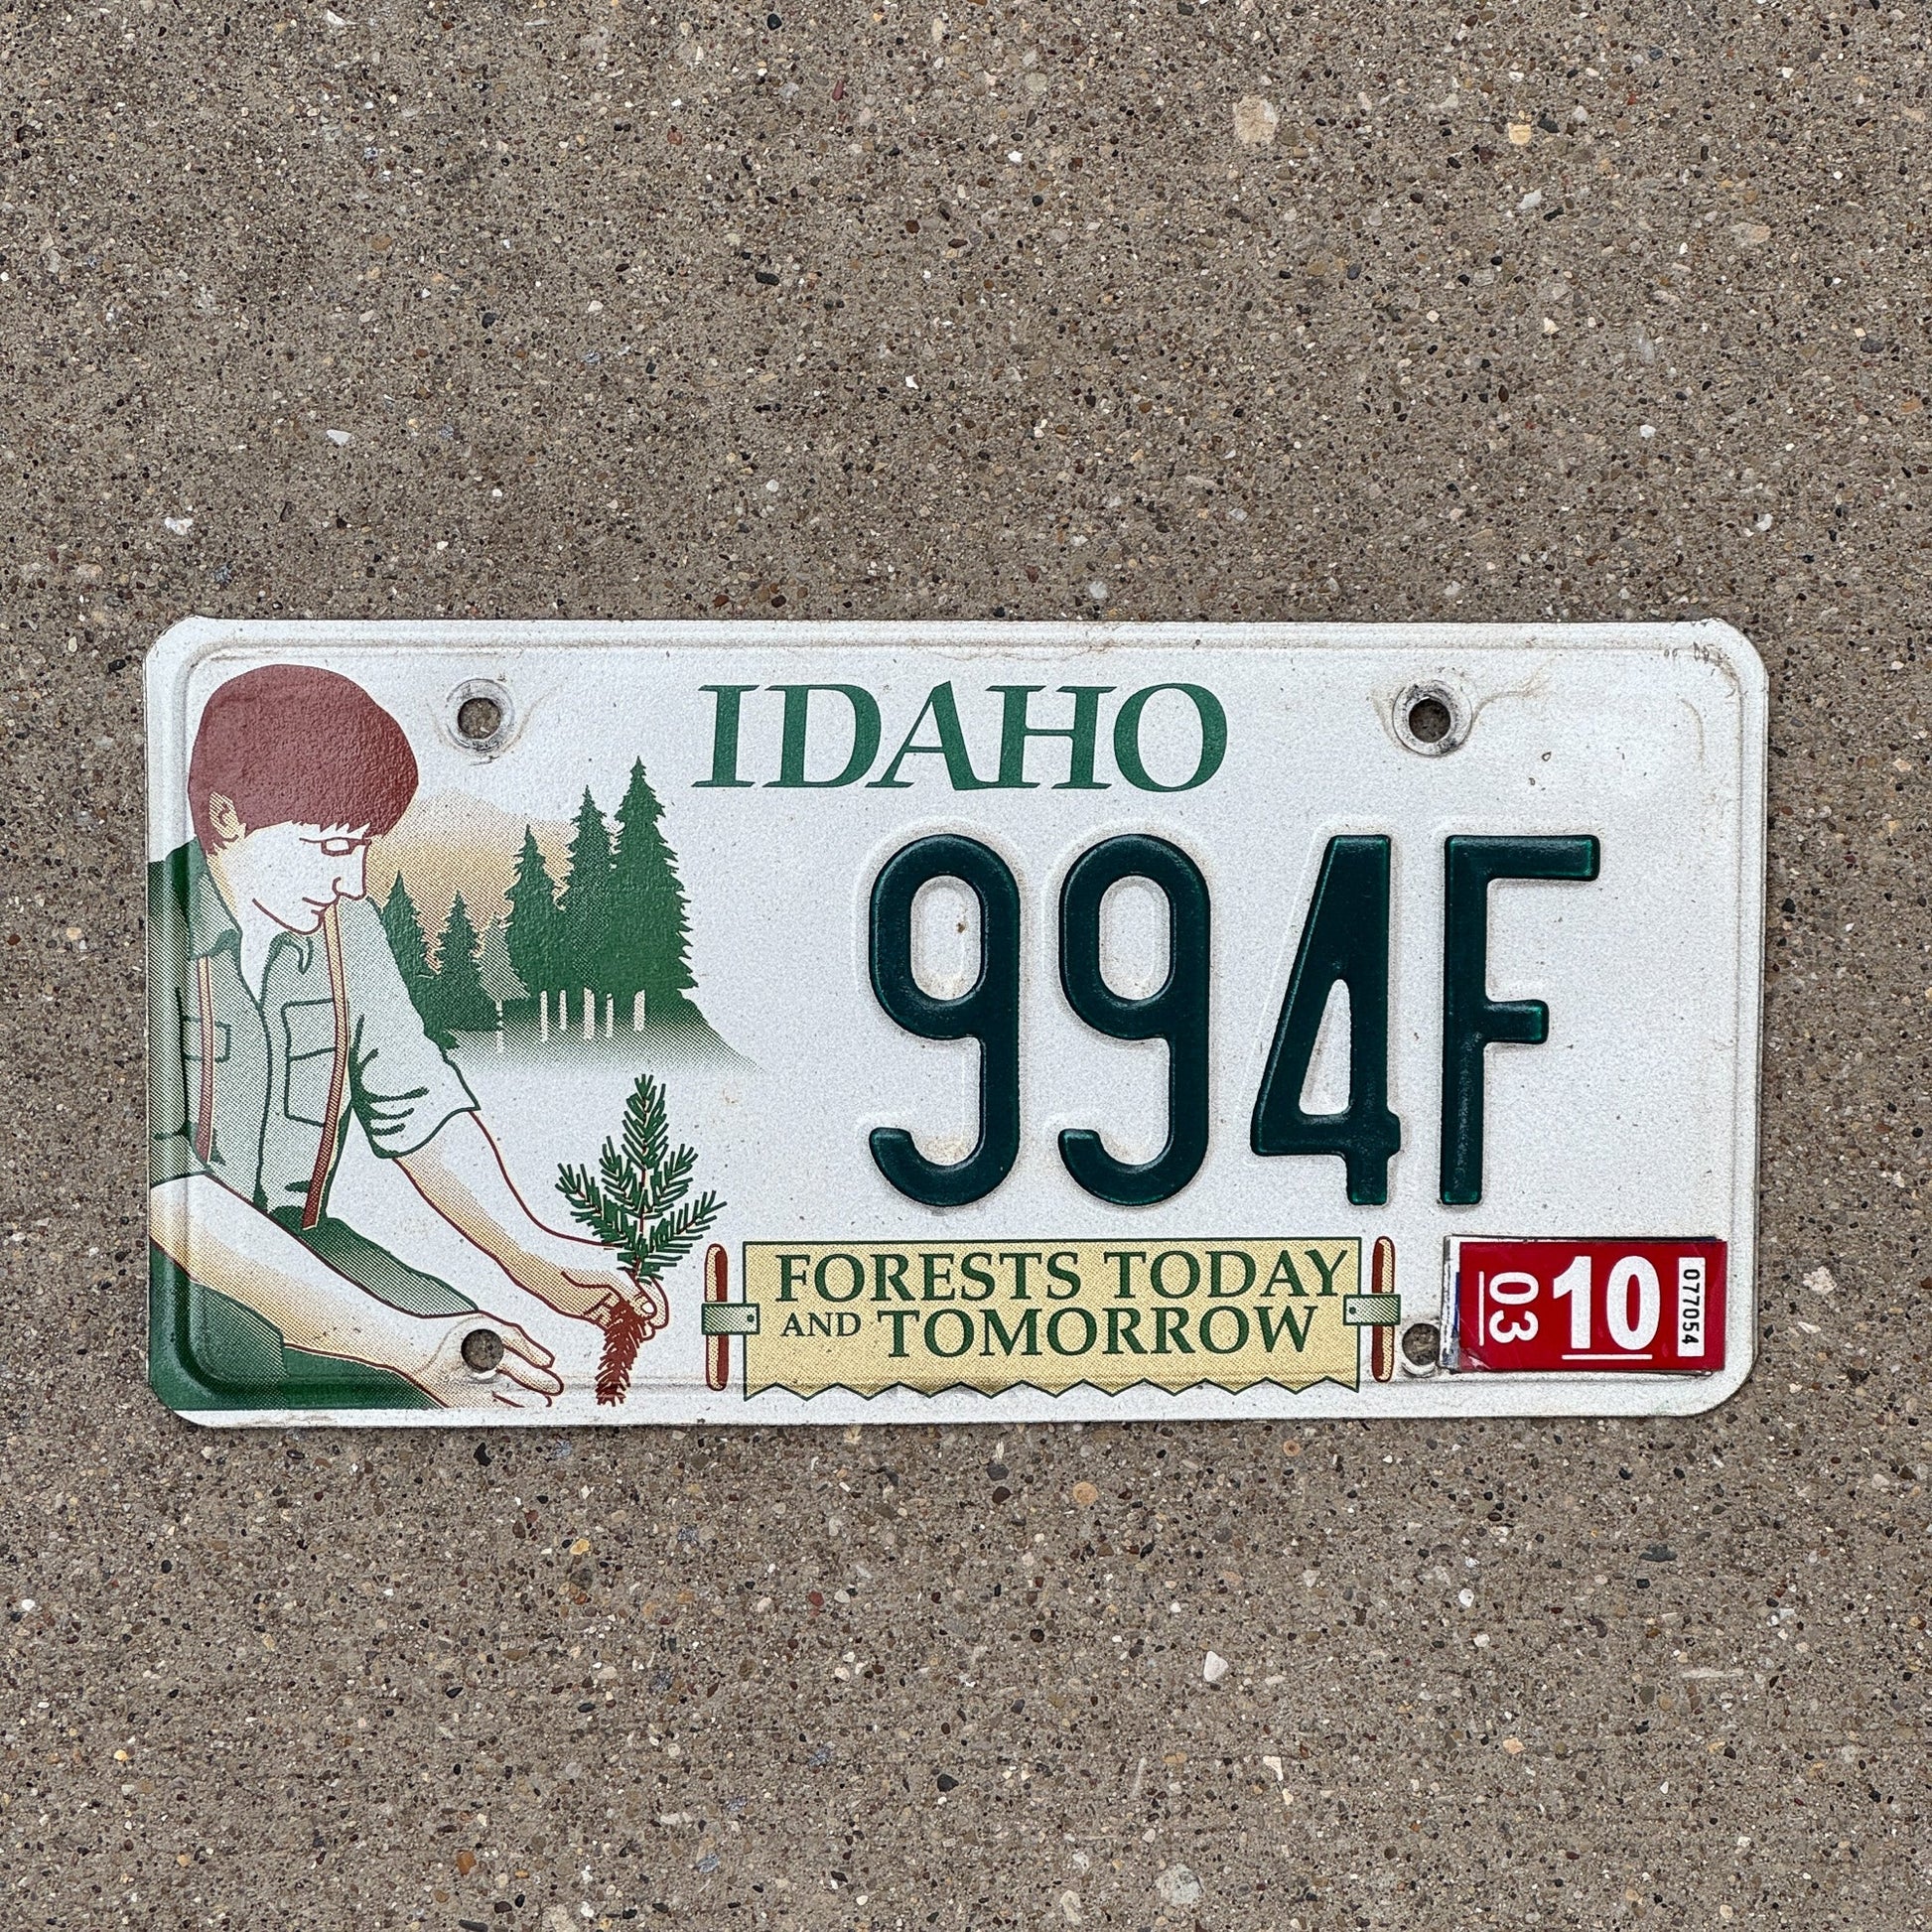 IDAHO
994F
FORESTS TODAY
AND TOMORROW
03
10
077054